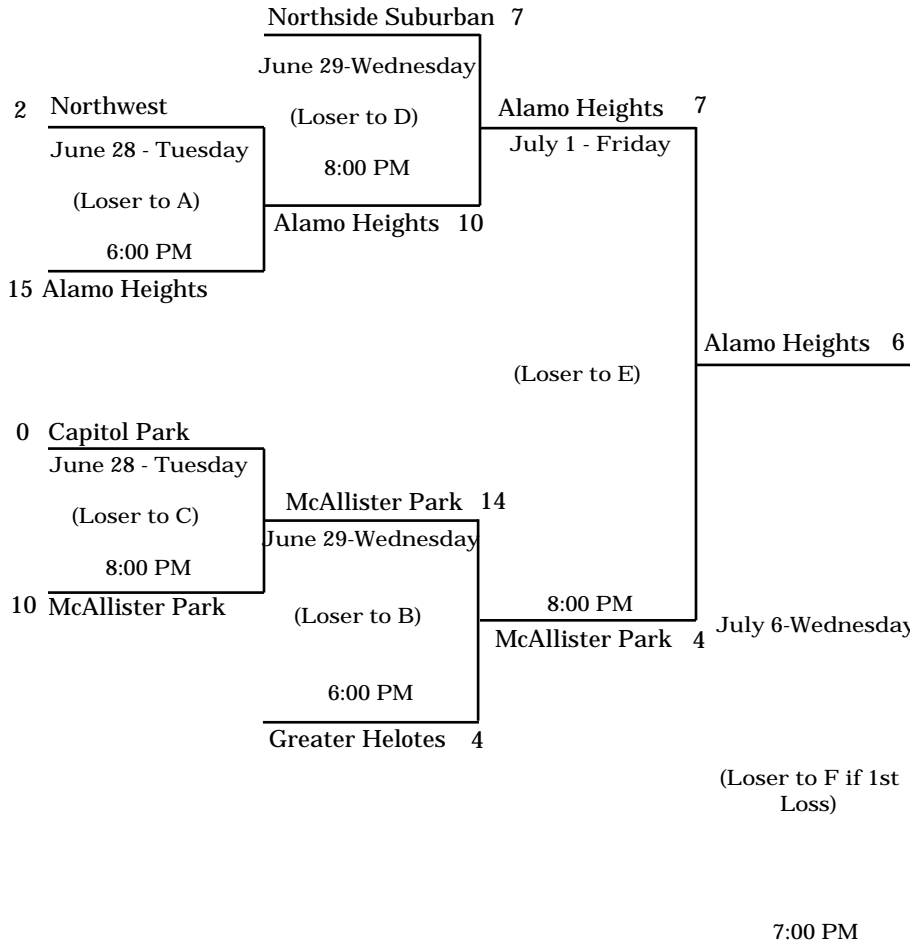 Northside Suburban 7
June 29-Wednesday
(Loser to D)
8:00 PM
2 Northwest
June 28 - Tuesday
(Loser to A)
6:00 PM
15 Alamo Heights
Alamo Heights 10
Alamo Heights 7
July 1 - Friday
(Loser to E)
8:00 PM
McAllister Park 4
Alamo Heights 6
0 Capitol Park
June 28 - Tuesday
(Loser to C)
8:00 PM
10 McAllister Park
McAllister Park 14
June 29-Wednesday
(Loser to B)
6:00 PM
Greater Helotes 4
July 6-Wednesday
(Loser to F if 1st
Loss)
7:00 PM